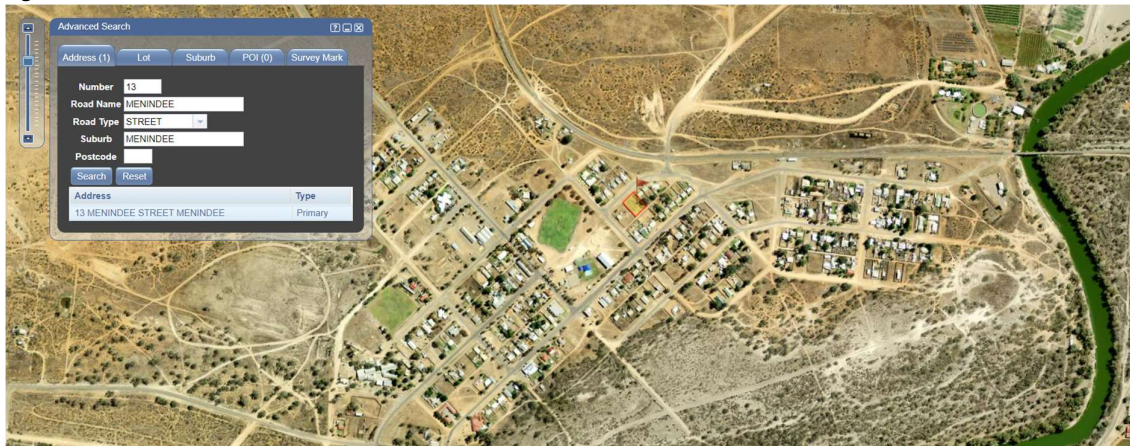 Advanced Search
Address (1) Lot Suburb POI (0) Survey Mark
Number 13
Road Name MENINDEE
Road Type STREET
Suburb MENINDEE
Postcode
Search Reset
Address Type
13 MENINDEE STREET MENINDEE Primary